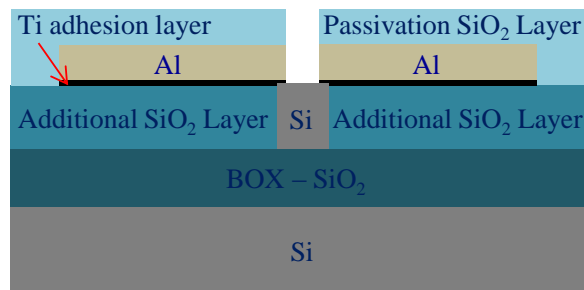 Ti adhesion layer
Passivation SiO₂ Layer
Al
Al
Additional SiO₂ Layer
Si
Additional SiO₂ Layer
BOX – SiO₂
Si